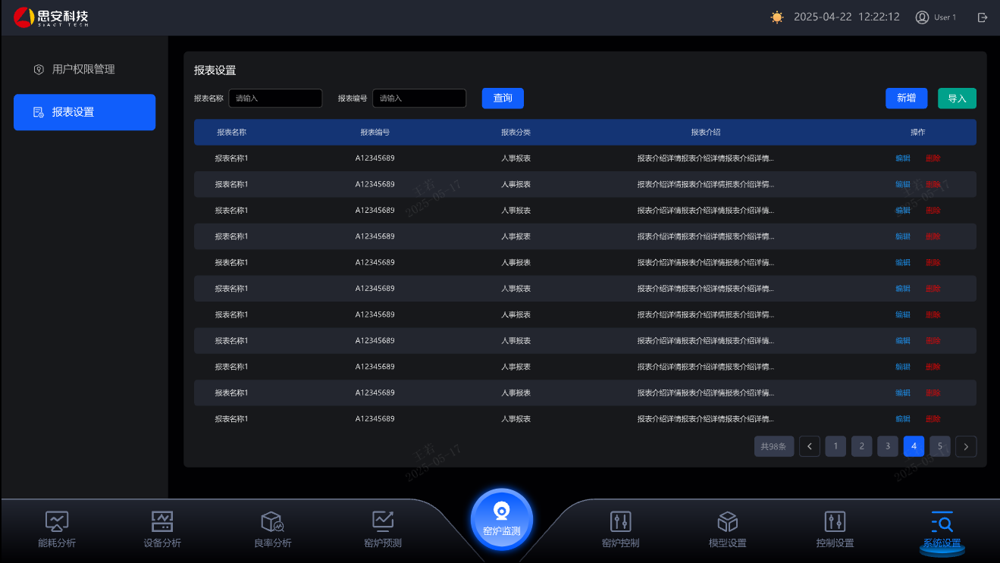 思安科技
SYACT TECH
2025-04-22 12:22:12
User 1
用户权限管理
报表设置
报表设置
报表名称 请输入 报表编号 请输入 查询 新增 导入
报表名称 报表编号 报表分类 报表介绍 操作
报表名称1 A12345689 人事报表 报表介绍详情报表介绍详情报表介绍详情... 编辑 删除
报表名称1 A12345689 人事报表 报表介绍详情报表介绍详情报表介绍详情... 编辑 删除
报表名称1 A12345689 人事报表 报表介绍详情报表介绍详情报表介绍详情... 编辑 删除
报表名称1 A12345689 人事报表 报表介绍详情报表介绍详情报表介绍详情... 编辑 删除
报表名称1 A12345689 人事报表 报表介绍详情报表介绍详情报表介绍详情... 编辑 删除
报表名称1 A12345689 人事报表 报表介绍详情报表介绍详情报表介绍详情... 编辑 删除
报表名称1 A12345689 人事报表 报表介绍详情报表介绍详情报表介绍详情... 编辑 删除
报表名称1 A12345689 人事报表 报表介绍详情报表介绍详情报表介绍详情... 编辑 删除
报表名称1 A12345689 人事报表 报表介绍详情报表介绍详情报表介绍详情... 编辑 删除
报表名称1 A12345689 人事报表 报表介绍详情报表介绍详情报表介绍详情... 编辑 删除
报表名称1 A12345689 人事报表 报表介绍详情报表介绍详情报表介绍详情... 编辑 删除
王若
2025-05-17
王若
2025-05-17
王若
2025-05-17
2025-05-17
共98条 < 1 2 3 4 5 >
能耗分析 设备分析 良率分析 窑炉预测 窑炉监测 窑炉控制 模型设置 控制设置 系统设置